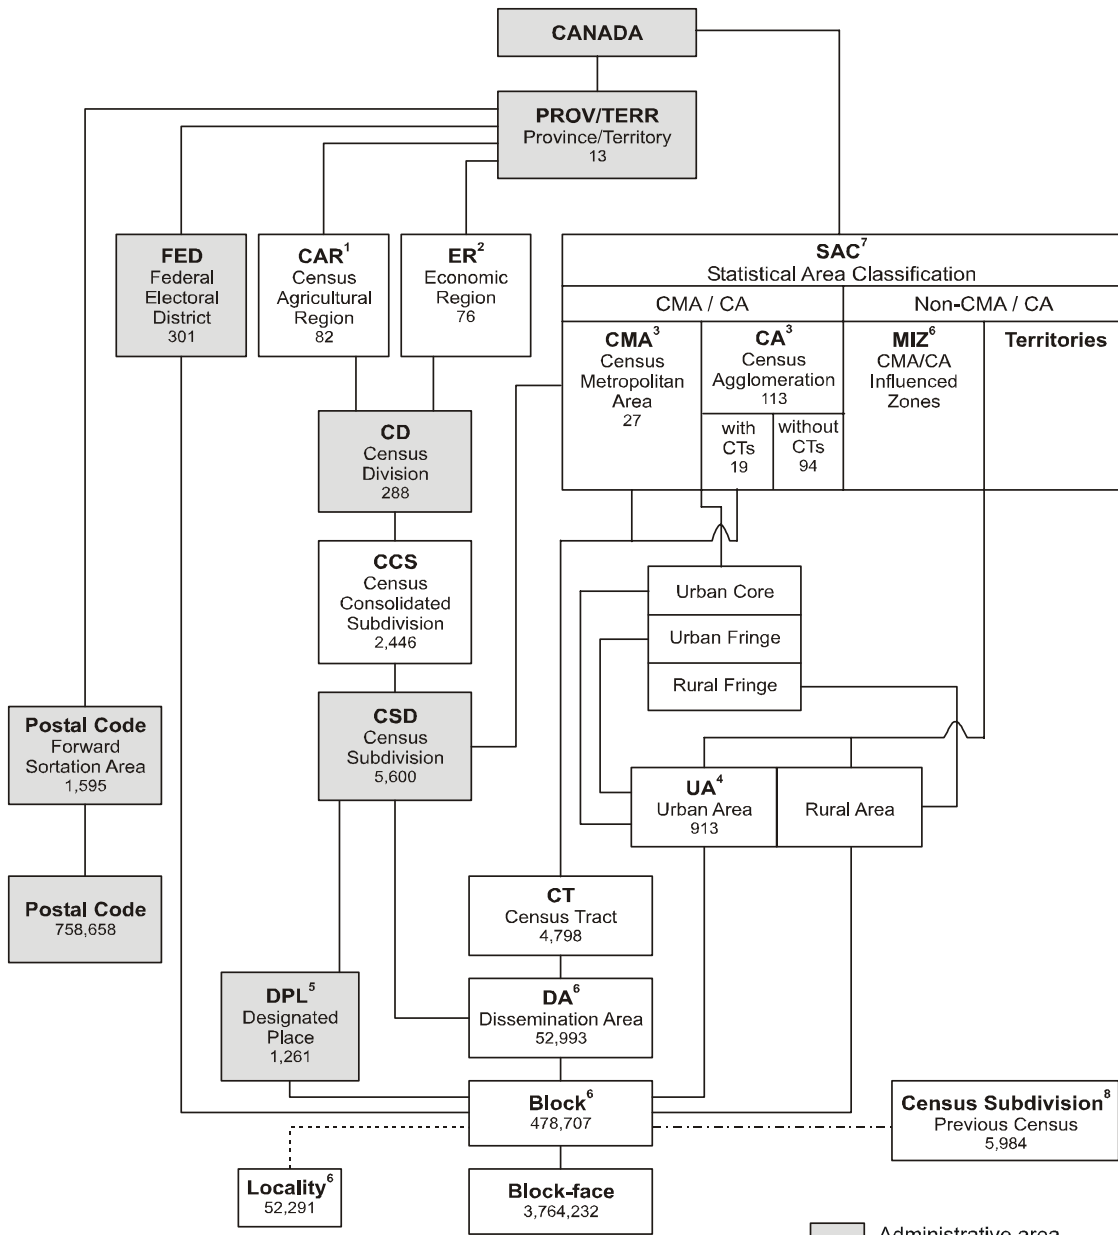 CANADA
PROV/TERR
Province/Territory
13
FED
Federal
Electoral
District
301
CAR1
Census
Agricultural
Region
82
ER2
Economic
Region
76
SAC7
Statistical Area Classification
CMA / CA
Non-CMA / CA
CMA3
Census
Metropolitan
Area
27
CA3
Census
Agglomeration
113
with
CTs
19
without
CTs
94
MIZ6
CMA/CA
Influenced
Zones
Territories
CD
Census
Division
288
CCS
Census
Consolidated
Subdivision
2,446
Urban Core
Urban Fringe
Rural Fringe
CSD
Census
Subdivision
5,600
Postal Code
Forward
Sortation Area
1,595
UA4
Urban Area
913
Rural Area
Postal Code
758,658
CT
Census Tract
4,798
DPL5
Designated
Place
1,261
DA6
Dissemination Area
52,993
Block6
478,707
Census Subdivision8
Previous Census
5,984
Locality6
52,291
Block-face
3,764,232
Administrative area